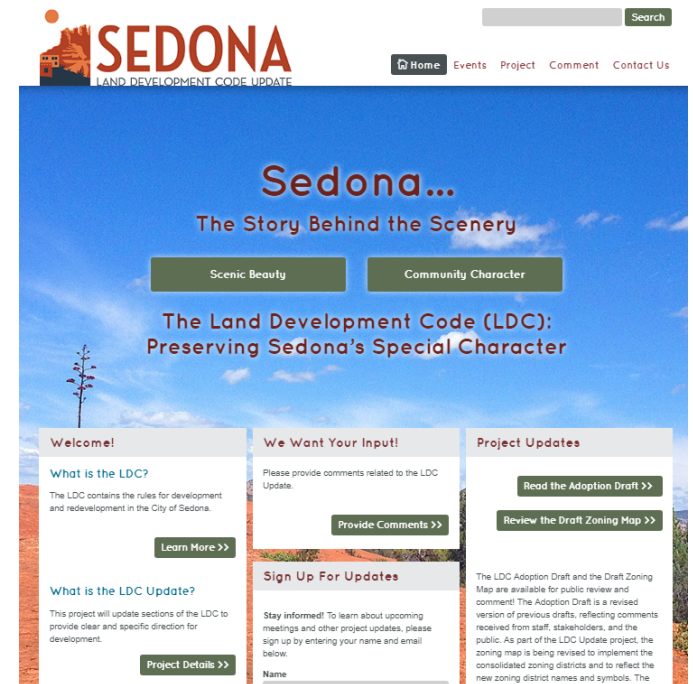 SEDONA
LAND DEVELOPMENT CODE UPDATE
Search
Home
Events
Project
Comment
Contact Us
Sedona...
The Story Behind the Scenery
Scenic Beauty
Community Character
The Land Development Code (LDC):
Preserving Sedona's Special Character
Welcome!
What is the LDC?
The LDC contains the rules for development
and redevelopment in the City of Sedona.
Learn More >>
What is the LDC Update?
This project will update sections of the LDC to
provide clear and specific direction for
development.
Project Details >>
We Want Your Input!
Please provide comments related to the LDC
Update.
Provide Comments >>
Sign Up For Updates
Stay informed! To learn about upcoming
meetings and other project updates, please
sign up by entering your name and email
below.
Name
Project Updates
Read the Adoption Draft >>
Review the Draft Zoning Map >>
The LDC Adoption Draft and the Draft Zoning
Map are available for public review and
comment! The Adoption Draft is a revised
version of previous drafts, reflecting comments
received from staff, stakeholders, and the
public. As part of the LDC Update project, the
zoning map is being revised to implement the
consolidated zoning districts and to reflect the
new zoning district names and symbols. The